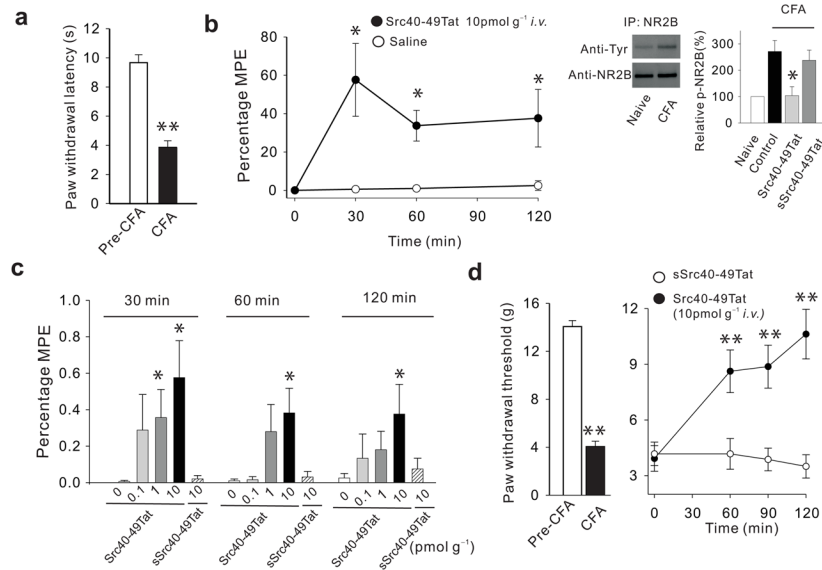 a
Paw withdrawal latency (s)
12
10
8
6
4
2
0
**
Pre-CFA
CFA
b
Percentage MPE
80
60
40
20
0
Src40-49Tat 10pmol g⁻¹ i.v.
Saline
*
*
*
0
30
60
90
120
Time (min)
IP: NR2B
Anti-Tyr
Anti-NR2B
Naive
CFA
CFA
Relative p-NR2B(%)
300
200
100
0
*
Naive
Control
Src40-49Tat
sSrc40-49Tat
c
Percentage MPE
1.0
0.8
0.6
0.4
0.2
0.0
30 min
60 min
120 min
*
*
*
*
0
0.1
1
10
10
0
0.1
1
10
10
0
0.1
1
10
10
Src40-49Tat
sSrc40-49Tat
Src40-49Tat
sSrc40-49Tat
Src40-49Tat
sSrc40-49Tat
(pmol g⁻¹)
d
Paw withdrawal threshold (g)
16
12
8
4
0
**
Pre-CFA
CFA
sSrc40-49Tat
Src40-49Tat
(10pmol g⁻¹ i.v.)
12
9
6
3
**
**
**
0
30
60
90
120
Time (min)